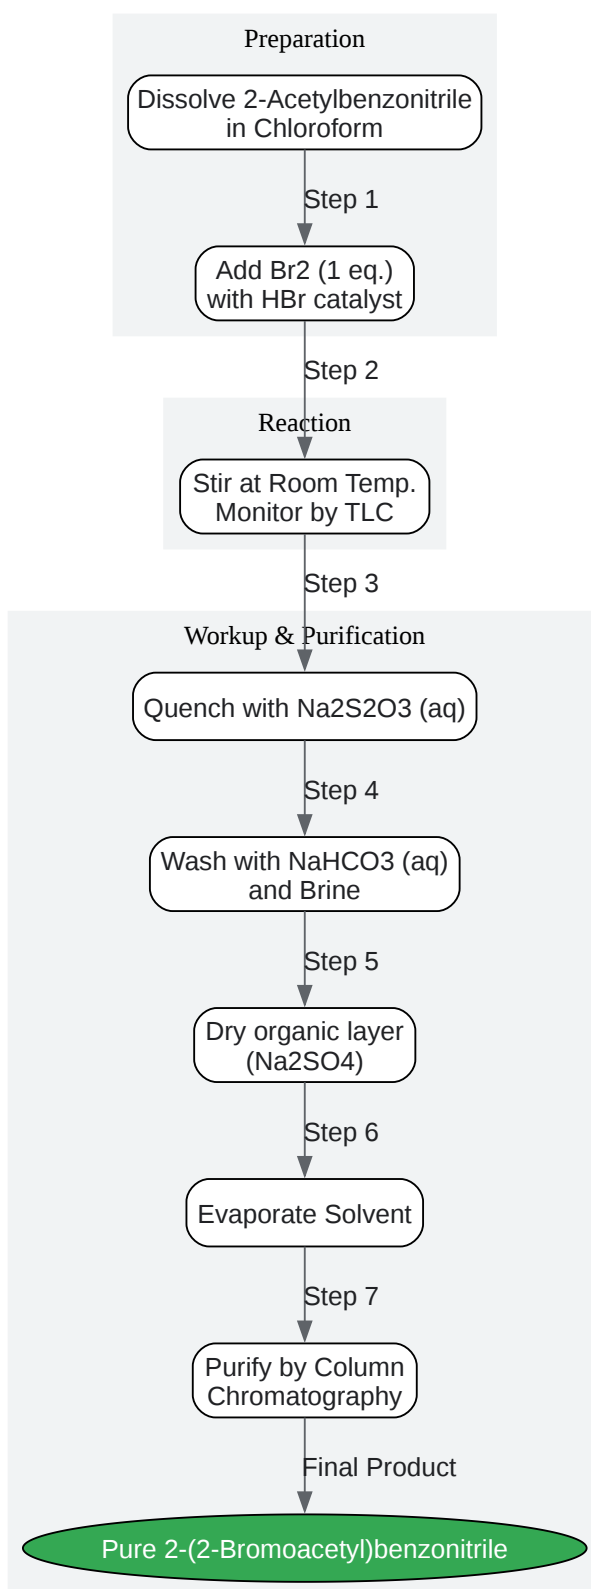 Preparation
Dissolve 2-Acetylbenzonitrile
in Chloroform
Step 1
Add Br2 (1 eq.)
with HBr catalyst
Step 2
Reaction
Stir at Room Temp.
Monitor by TLC
Step 3
Workup & Purification
Quench with Na2S2O3 (aq)
Step 4
Wash with NaHCO3 (aq)
and Brine
Step 5
Dry organic layer
(Na2SO4)
Step 6
Evaporate Solvent
Step 7
Purify by Column
Chromatography
Final Product
Pure 2-(2-Bromoacetyl)benzonitrile